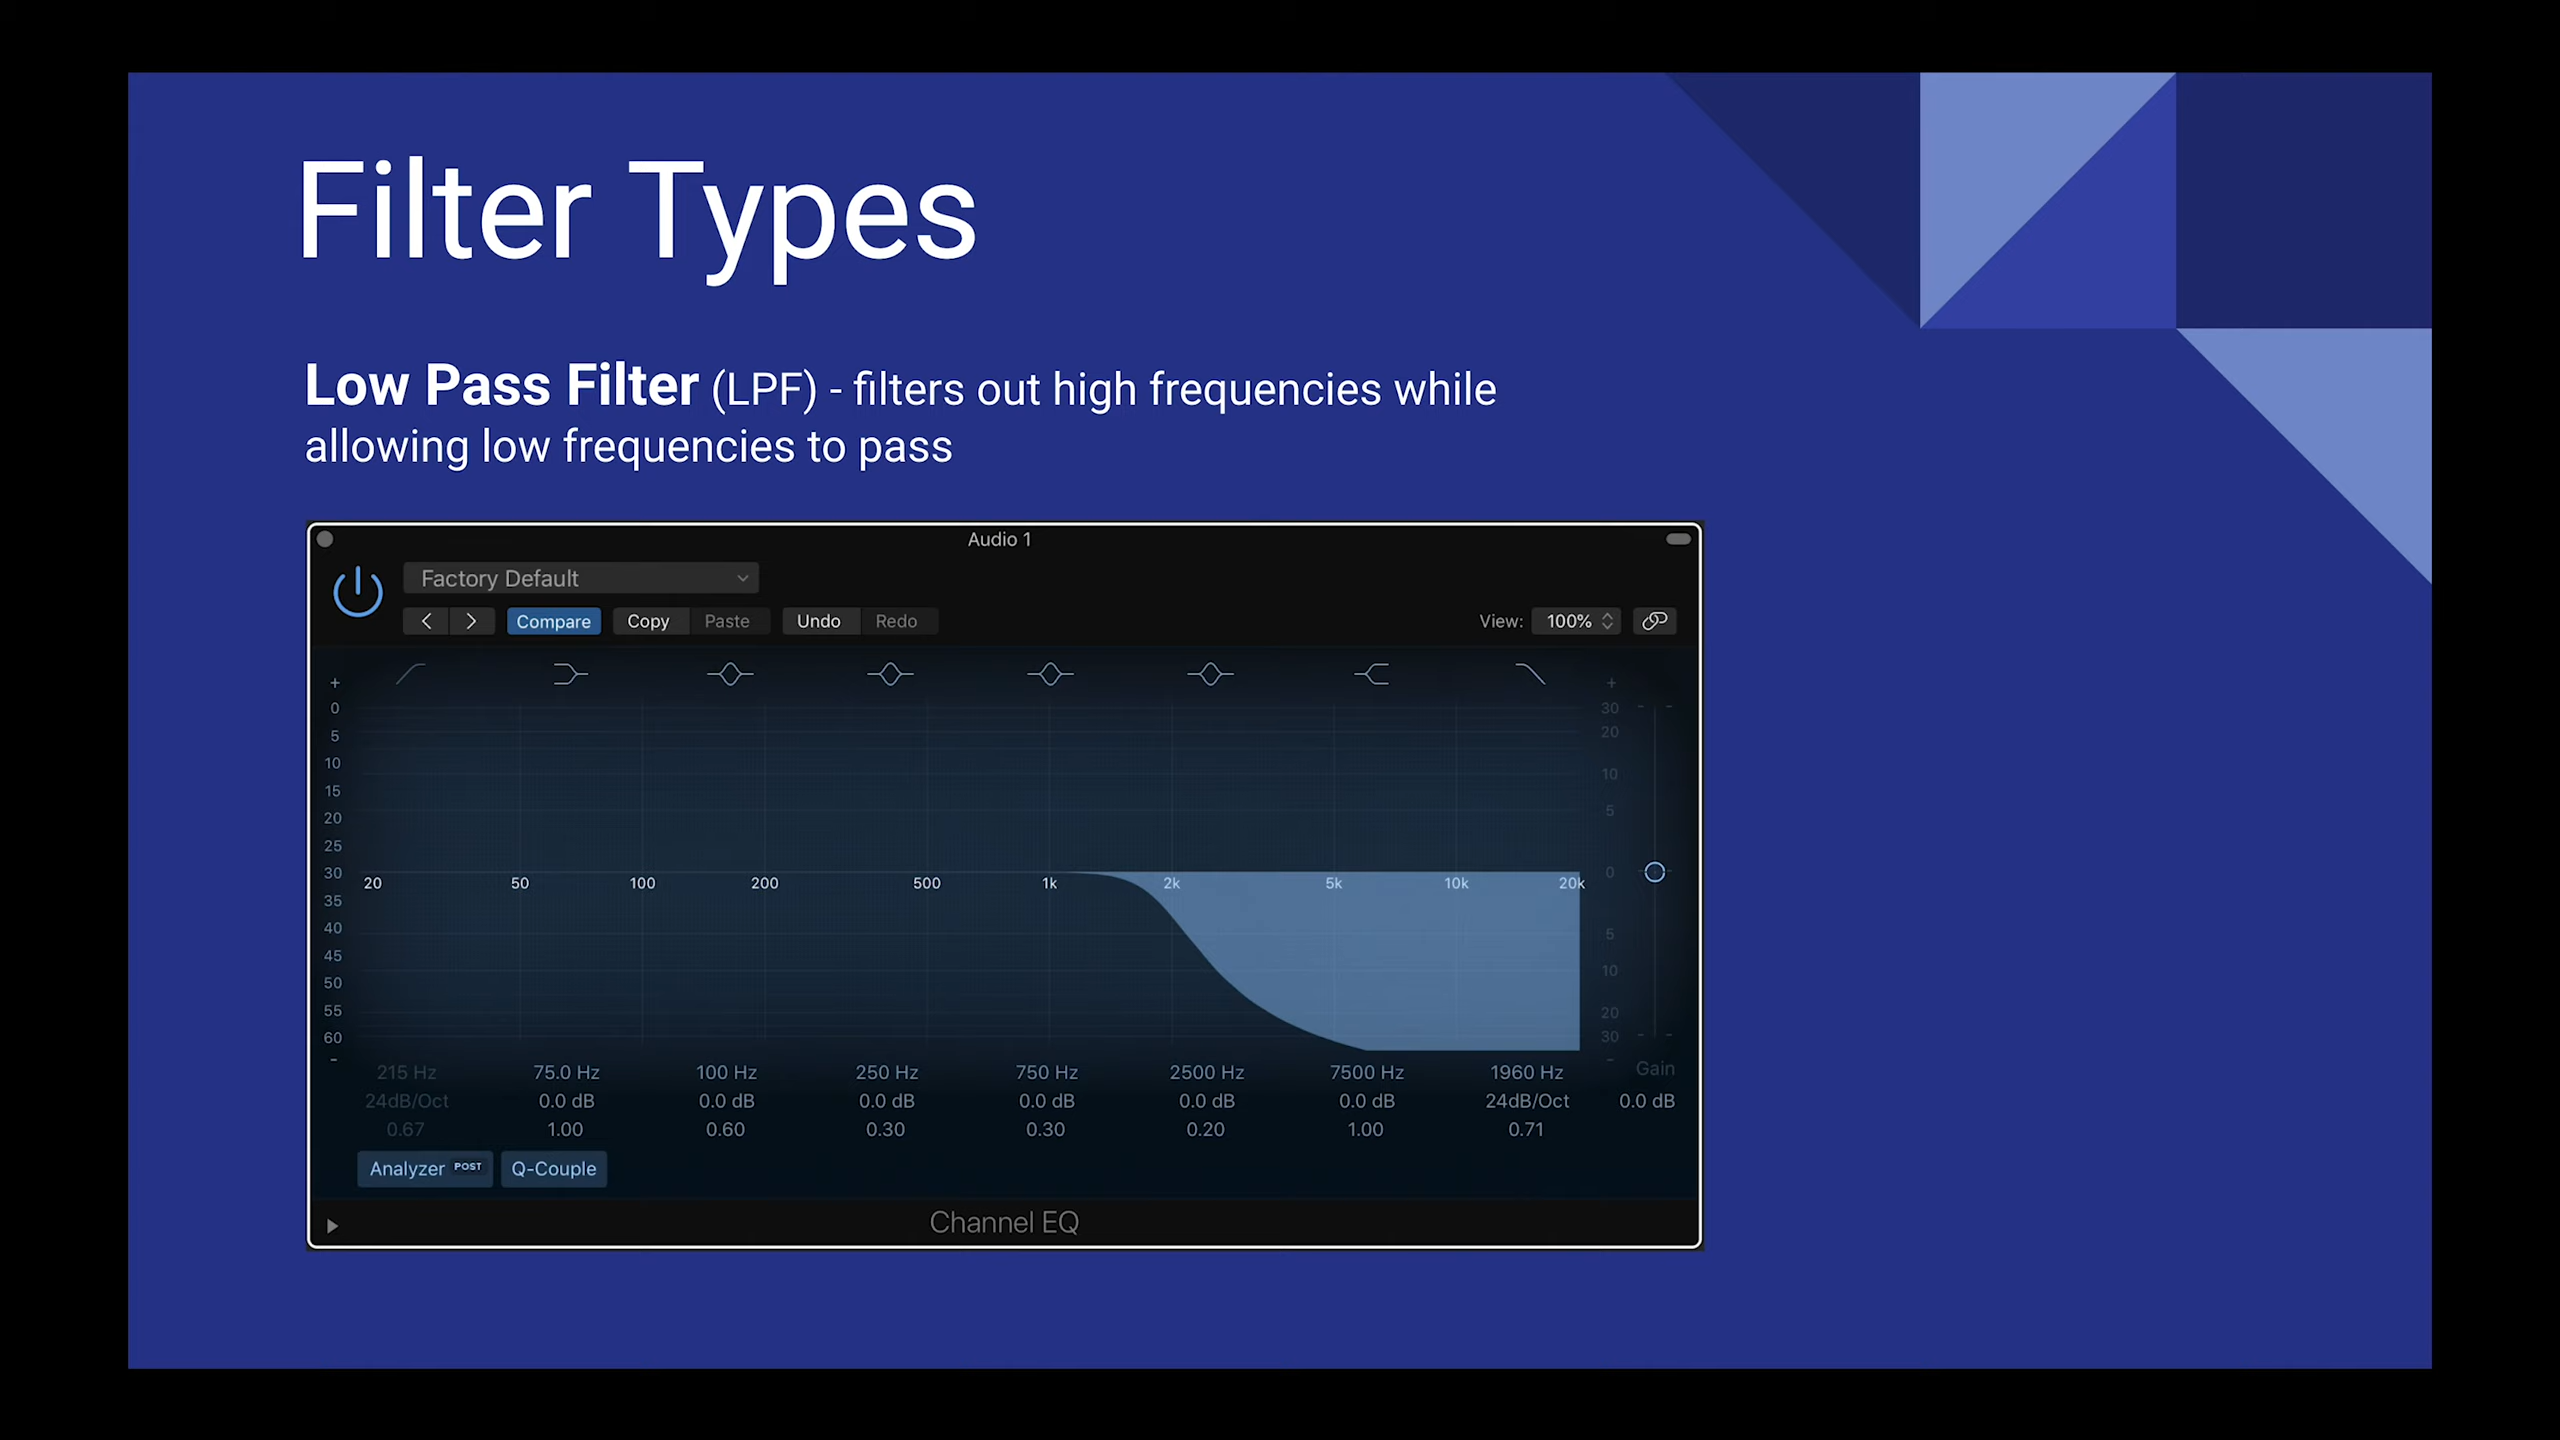 Filter Types
Low Pass Filter (LPF) - filters out high frequencies while
allowing low frequencies to pass
Audio 1
Factory Default
Compare Copy Paste Undo Redo View: 100%
+ +
0 30
5 20
10 10
15
20 5
25
30 0
20 50 100 200 500 1k 2k 5k 10k 20k
35
40 5
45
50 10
55 20
60 30
- -
215 Hz 75.0 Hz 100 Hz 250 Hz 750 Hz 2500 Hz 7500 Hz 1960 Hz Gain
24dB/Oct 0.0 dB 0.0 dB 0.0 dB 0.0 dB 0.0 dB 0.0 dB 24dB/Oct 0.0 dB
0.67 1.00 0.60 0.30 0.30 0.20 1.00 0.71
Analyzer POST Q-Couple
Channel EQ